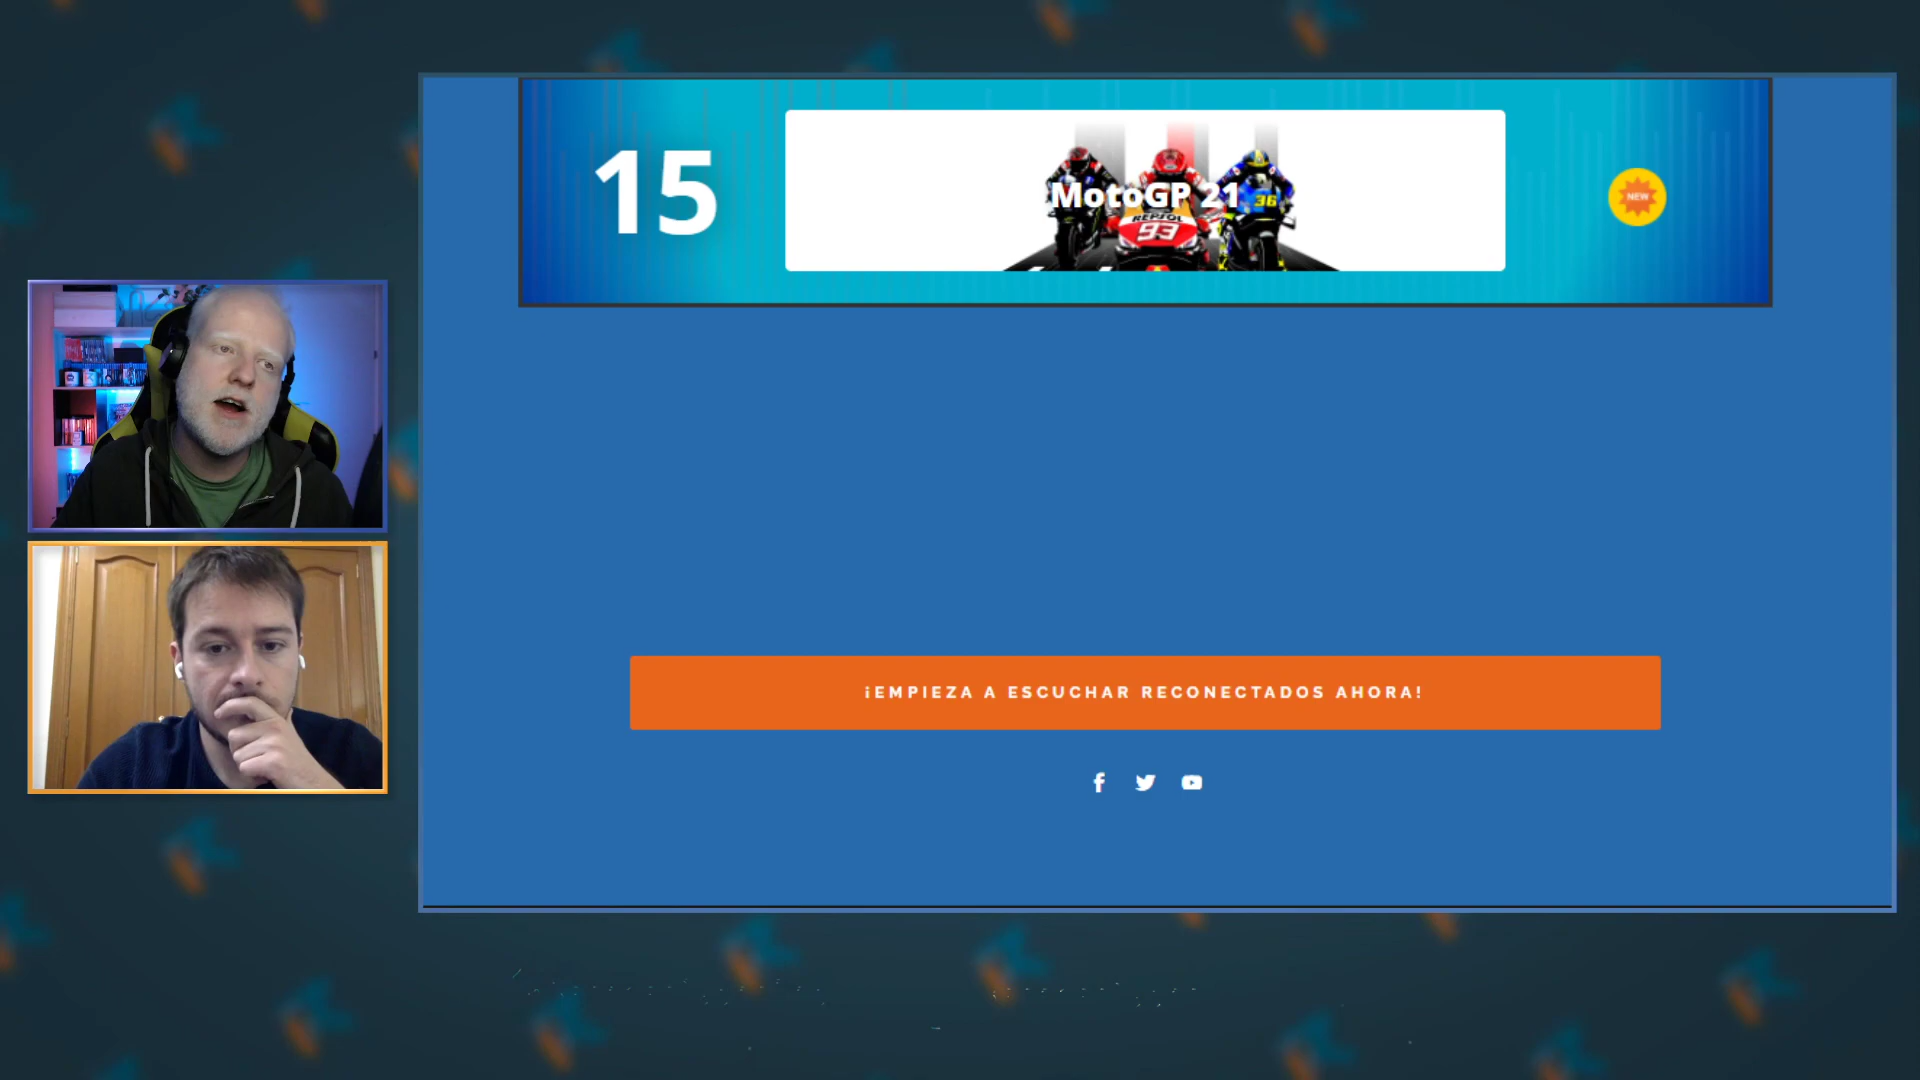 15
MotoGP 21
36
REPSOL
93
NEW
¡EMPIEZA A ESCUCHAR RECONECTADOS AHORA!